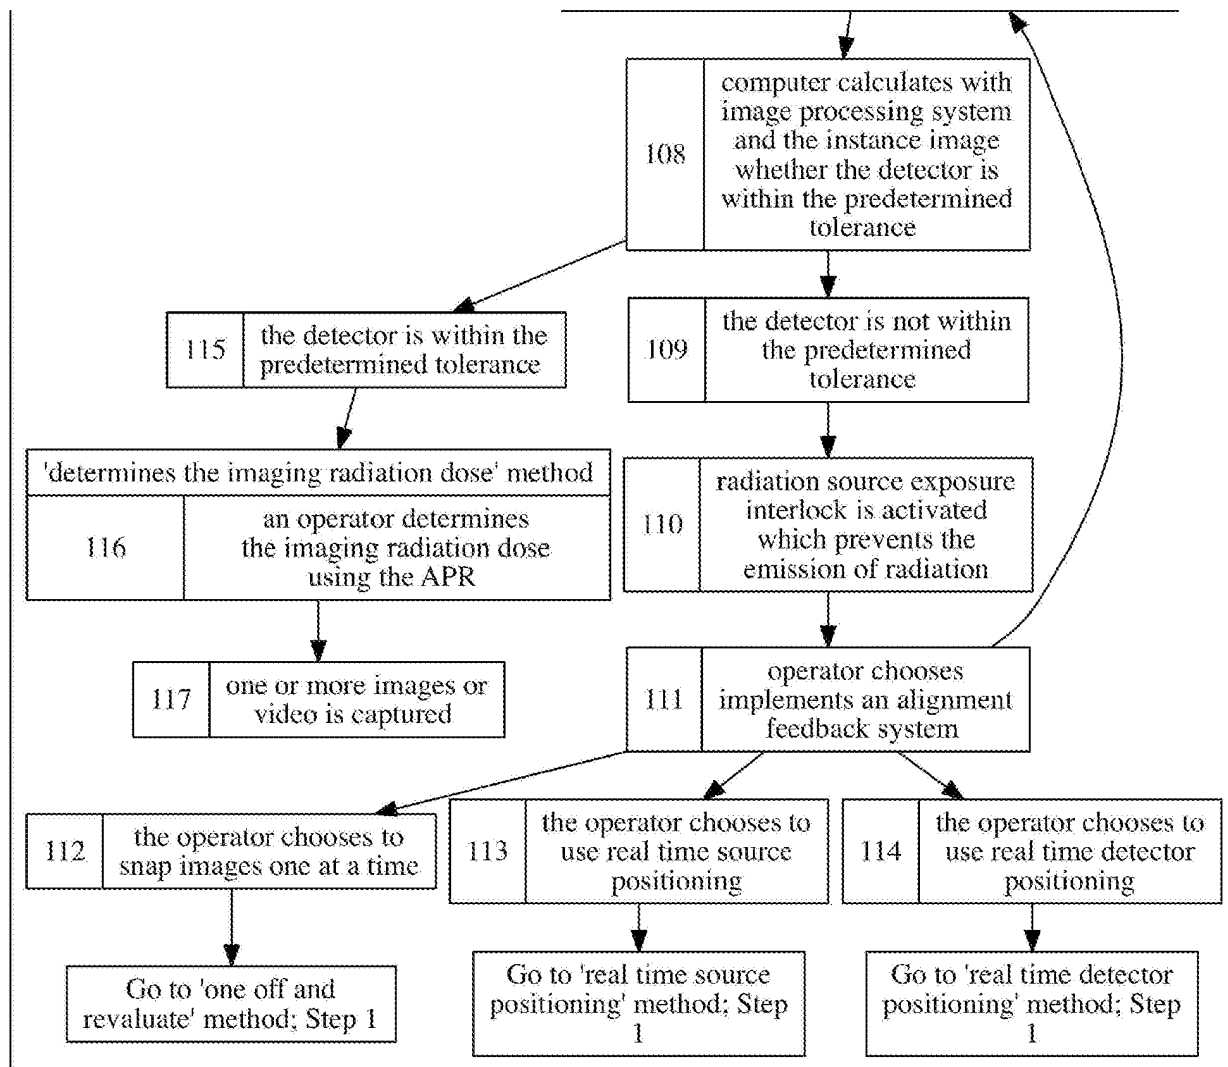 108
computer calculates with
image processing system
and the instance image
whether the detector is
within the predetermined
tolerance
115
the detector is within the
predetermined tolerance
109
the detector is not within
the predetermined
tolerance
'determines the imaging radiation dose' method
116
an operator determines
the imaging radiation dose
using the APR
110
radiation source exposure
interlock is activated
which prevents the
emission of radiation
117
one or more images or
video is captured
111
operator chooses
implements an alignment
feedback system
112
the operator chooses to
snap images one at a time
113
the operator chooses to
use real time source
positioning
114
the operator chooses to
use real time detector
positioning
Go to 'one off and
revaluate' method; Step 1
Go to 'real time source
positioning' method; Step
1
Go to 'real time detector
positioning' method; Step
1